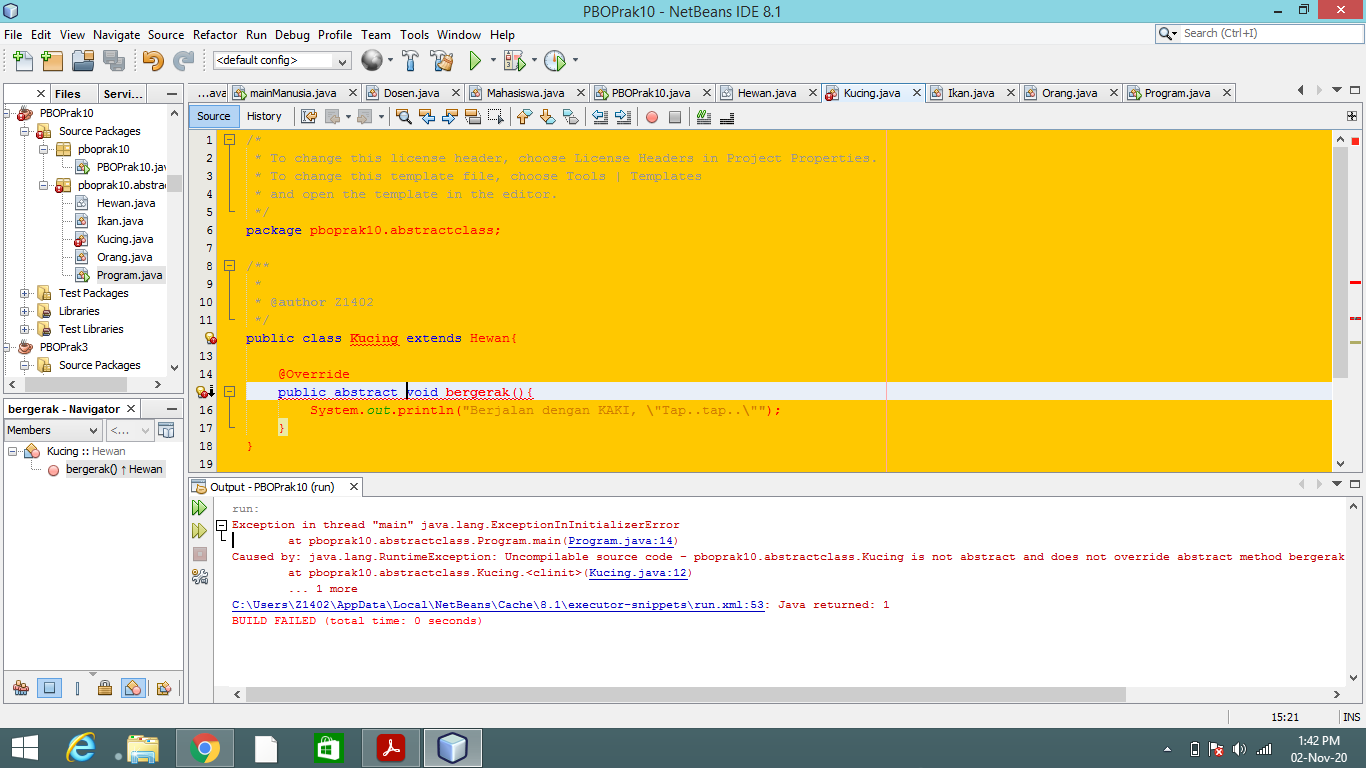 PBOPrak10 - NetBeans IDE 8.1
File Edit View Navigate Source Refactor Run Debug Profile Team Tools Window Help
Search (Ctrl+I)
<default config>
Files Servi...
...ava mainManusia.java Dosen.java Mahasiswa.java PBOPrak10.java Hewan.java Kucing.java Ikan.java Orang.java Program.java
Source History
PBOPrak10
Source Packages
pboprak10
PBOPrak10.jav
pboprak10.abstrac
Hewan.java
Ikan.java
Kucing.java
Orang.java
Program.java
Test Packages
Libraries
Test Libraries
PBOPrak3
Source Packages
1 /*
2 * To change this license header, choose License Headers in Project Properties.
3 * To change this template file, choose Tools | Templates
4 * and open the template in the editor.
5 */
6 package pboprak10.abstractclass;
7
8 /**
9 *
10 * @author Z1402
11 */
public class Kucing extends Hewan{
13
14 @Override
public abstract void bergerak(){
16 System.out.println("Berjalan dengan KAKI, \"Tap..tap..\"");
17 }
18 }
19
bergerak - Navigator
Members <...
Kucing :: Hewan
bergerak() ↑ Hewan
Output - PBOPrak10 (run)
run:
Exception in thread "main" java.lang.ExceptionInInitializerError
at pboprak10.abstractclass.Program.main(Program.java:14)
Caused by: java.lang.RuntimeException: Uncompilable source code - pboprak10.abstractclass.Kucing is not abstract and does not override abstract method bergerak
at pboprak10.abstractclass.Kucing.<clinit>(Kucing.java:12)
... 1 more
C:\Users\Z1402\AppData\Local\NetBeans\Cache\8.1\executor-snippets\run.xml:53: Java returned: 1
BUILD FAILED (total time: 0 seconds)
15:21 INS
1:42 PM
02-Nov-20